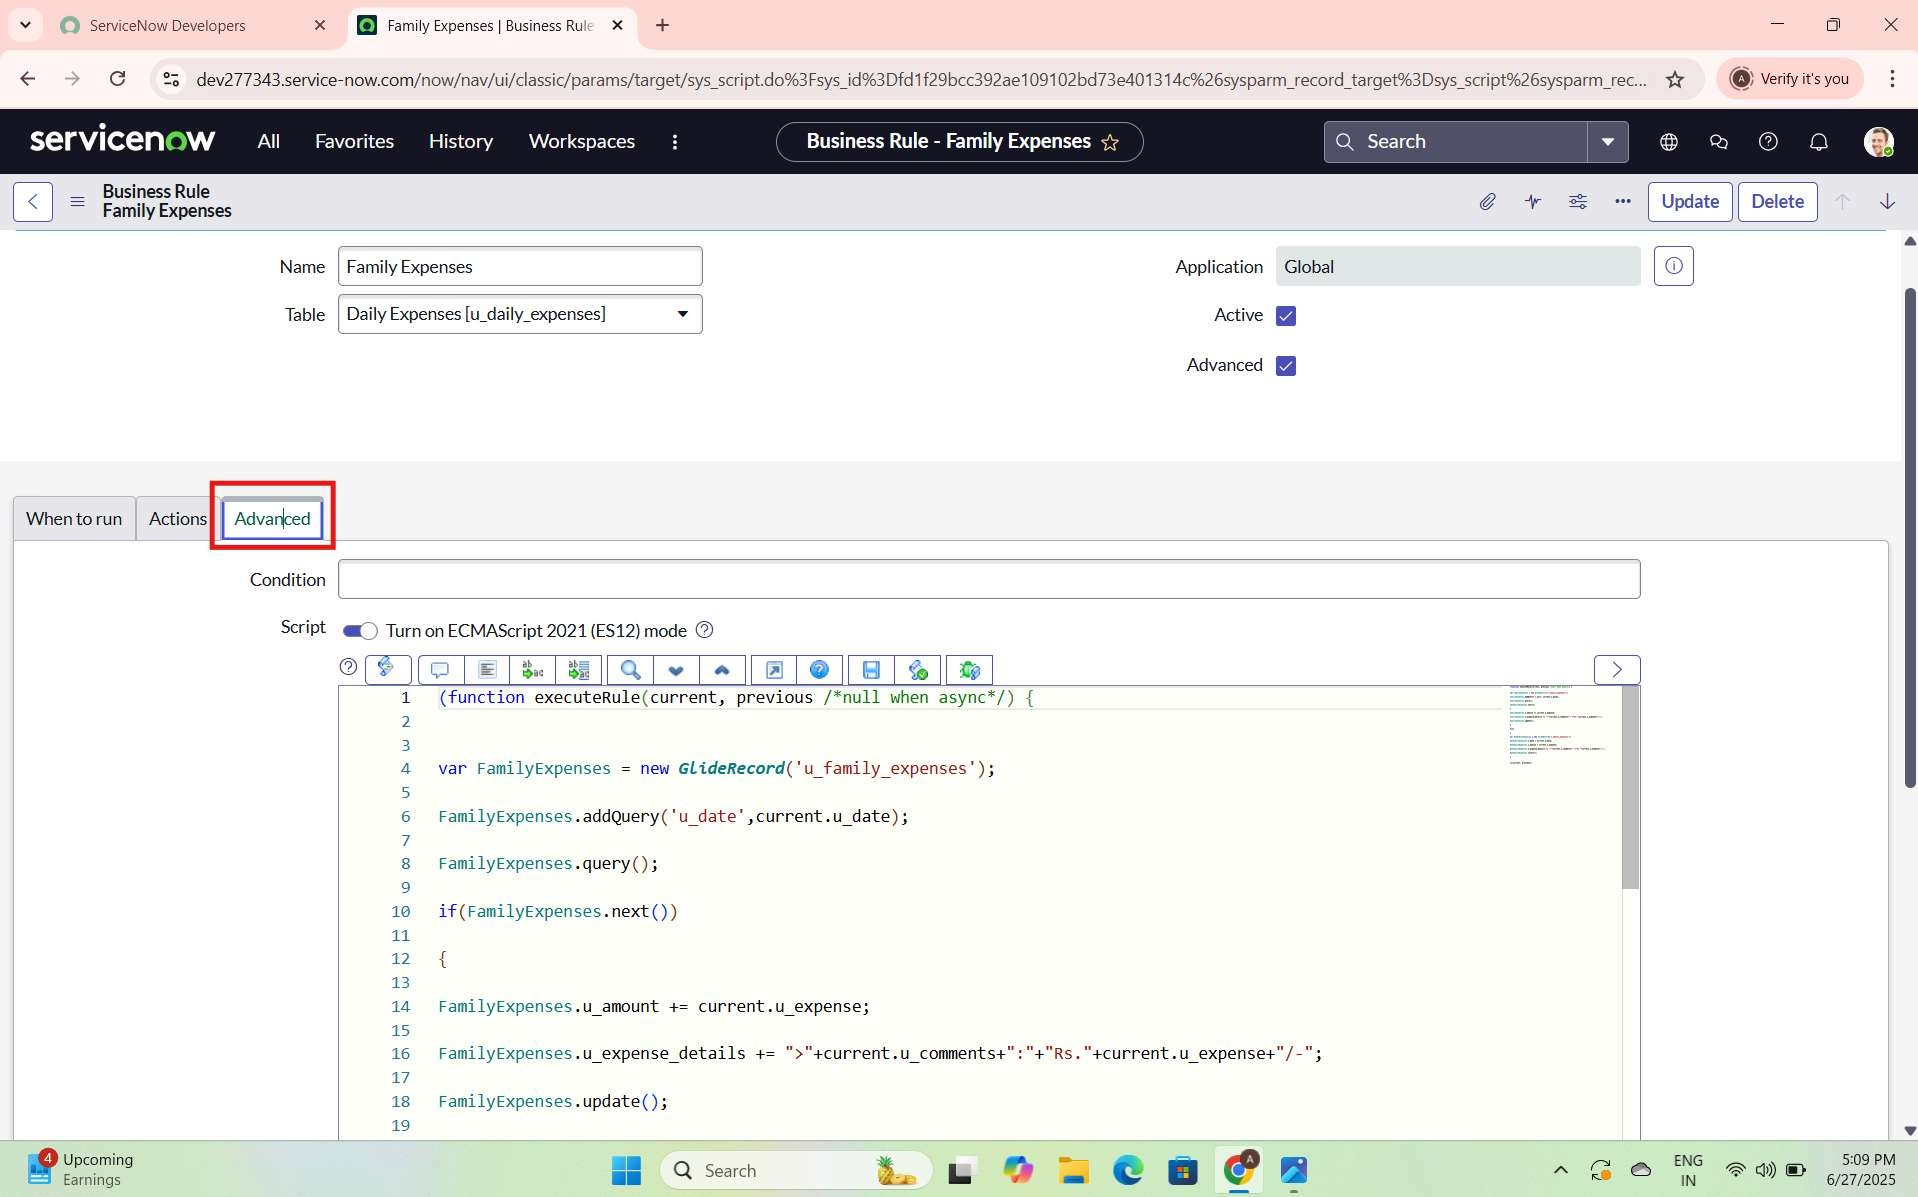 ServiceNow Developers
Family Expenses | Business Rule
dev277343.service-now.com/now/nav/ui/classic/params/target/sys_script.do%3Fsys_id%3Dfd1f29bcc392ae109102bd73e401314c%26sysparm_record_target%3Dsys_script%26sysparm_rec...
A Verify it's you
servicenow All Favorites History Workspaces Business Rule - Family Expenses Search
Business Rule
Family Expenses
Update Delete
Name Family Expenses Application Global
Table Daily Expenses [u_daily_expenses] Active
Advanced
When to run Actions Advanced
Condition
Script Turn on ECMAScript 2021 (ES12) mode
1 (function executeRule(current, previous /*null when async*/) {
2
3
4 var FamilyExpenses = new GlideRecord('u_family_expenses');
5
6 FamilyExpenses.addQuery('u_date',current.u_date);
7
8 FamilyExpenses.query();
9
10 if(FamilyExpenses.next())
11
12 {
13
14 FamilyExpenses.u_amount += current.u_expense;
15
16 FamilyExpenses.u_expense_details += ">"+current.u_comments+":"+"Rs."+current.u_expense+"/-";
17
18 FamilyExpenses.update();
19
4 Upcoming
Earnings
Search
A
ENG
IN
5:09 PM
6/27/2025